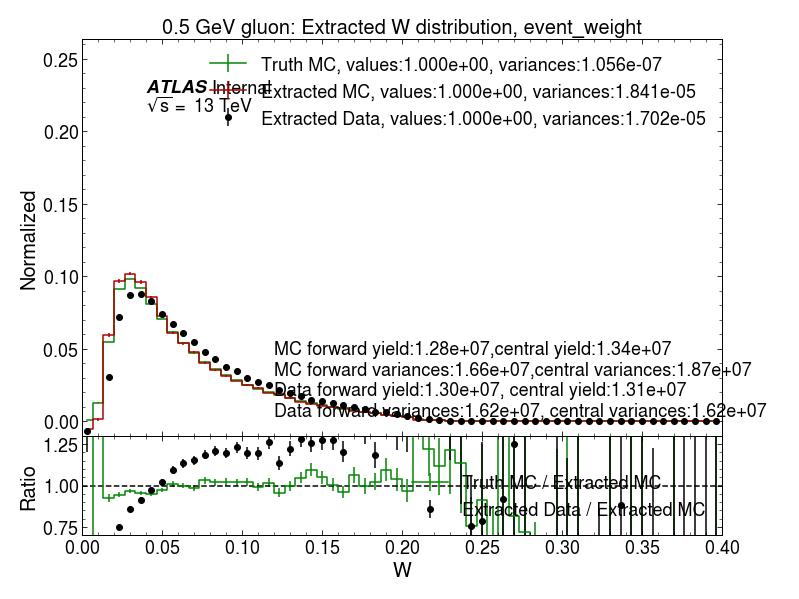 0.5 GeV gluon: Extracted W distribution, event_weight
Truth MC, values:1.000e+00, variances:1.056e-07
ATLAS Internal
Extracted MC, values:1.000e+00, variances:1.841e-05
√s = 13 TeV
Extracted Data, values:1.000e+00, variances:1.702e-05
Normalized
0.25
0.20
0.15
0.10
0.05
0.00
MC forward yield:1.28e+07,central yield:1.34e+07
MC forward variances:1.66e+07,central variances:1.87e+07
Data forward yield:1.30e+07, central yield:1.31e+07
Data forward variances:1.62e+07, central variances:1.62e+07
Ratio
1.25
1.00
0.75
Truth MC / Extracted MC
Extracted Data / Extracted MC
0.00 0.05 0.10 0.15 0.20 0.25 0.30 0.35 0.40
W